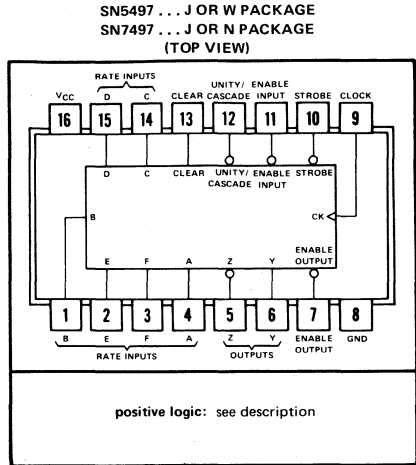 SN5497 . . . J OR W PACKAGE
SN7497 . . . J OR N PACKAGE
(TOP VIEW)
RATE INPUTS
UNITY/ ENABLE
VCC D C CLEAR CASCADE INPUT STROBE CLOCK
16 15 14 13 12 11 10 9
D C CLEAR UNITY/ ENABLE STROBE
CASCADE INPUT
B CK
ENABLE
OUTPUT
E F A Z Y
1 2 3 4 5 6 7 8
B E F A Z Y ENABLE GND
RATE INPUTS OUTPUTS OUTPUT
positive logic: see description